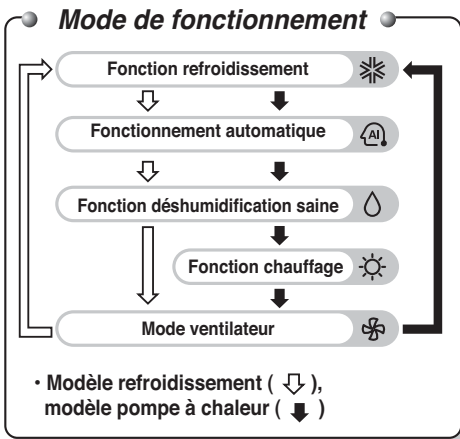 Mode de fonctionnement
Fonction refroidissement
Fonctionnement automatique
AI
Fonction déshumidification saine
Fonction chauffage
Mode ventilateur
· Modèle refroidissement ( ),
modèle pompe à chaleur ( )